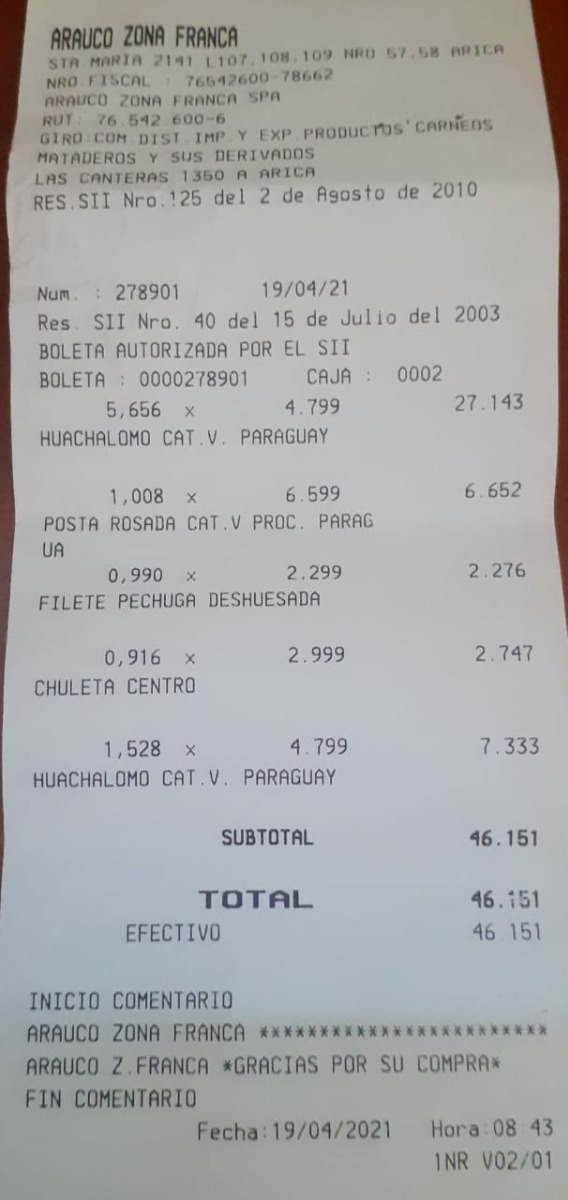 ARAUCO ZONA FRANCA
STA MARIA 2141 L107.108.109 NRO 57.58 ARICA
NRO FISCAL : 76542600-78662
ARAUCO ZONA FRANCA SPA
RUT: 76.542 600-6
GIRO:COM.DIST.IMP.Y EXP.PRODUCTOS CARNEOS
MATADEROS Y SUS DERIVADOS
LAS CANTERAS 1350 A ARICA
RES.SII Nro.125 del 2 de Agosto de 2010
Num. : 278901 19/04/21
Res. SII Nro. 40 del 15 de Julio del 2003
BOLETA AUTORIZADA POR EL SII
BOLETA : 0000278901 CAJA : 0002
5,656 x 4.799 27.143
HUACHALOMO CAT.V. PARAGUAY
1,008 x 6.599 6.652
POSTA ROSADA CAT.V PROC. PARAG
UA
0,990 x 2.299 2.276
FILETE PECHUGA DESHUESADA
0,916 x 2.999 2.747
CHULETA CENTRO
1,528 x 4.799 7.333
HUACHALOMO CAT.V. PARAGUAY
SUBTOTAL 46.151
TOTAL 46.151
EFECTIVO 46 151
INICIO COMENTARIO
ARAUCO ZONA FRANCA ************************
ARAUCO Z.FRANCA *GRACIAS POR SU COMPRA*
FIN COMENTARIO
Fecha:19/04/2021 Hora:08 43
1NR V02/01